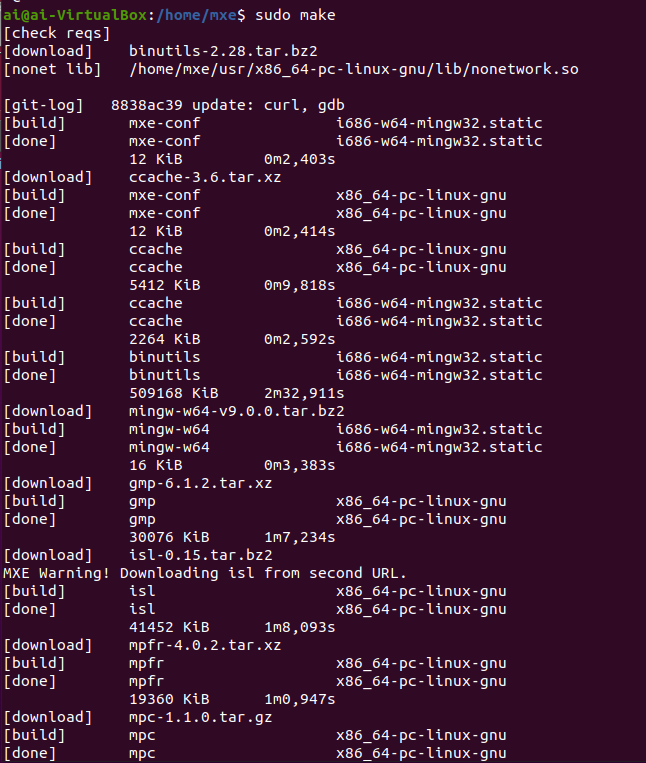 ai@ai-VirtualBox:/home/mxe$ sudo make
[check reqs]
[download]    binutils-2.28.tar.bz2
[nonet lib]   /home/mxe/usr/x86_64-pc-linux-gnu/lib/nonetwork.so
[git-log]   8838ac39 update: curl, gdb
[build]       mxe-conf               i686-w64-mingw32.static
[done]        mxe-conf               i686-w64-mingw32.static
              12 KiB         0m2,403s
[download]    ccache-3.6.tar.xz
[build]       mxe-conf               x86_64-pc-linux-gnu
[done]        mxe-conf               x86_64-pc-linux-gnu
              12 KiB         0m2,414s
[build]       ccache                 x86_64-pc-linux-gnu
[done]        ccache                 x86_64-pc-linux-gnu
              5412 KiB       0m9,818s
[build]       ccache                 i686-w64-mingw32.static
[done]        ccache                 i686-w64-mingw32.static
              2264 KiB       0m2,592s
[build]       binutils               i686-w64-mingw32.static
[done]        binutils               i686-w64-mingw32.static
              509168 KiB     2m32,911s
[download]    mingw-w64-v9.0.0.tar.bz2
[build]       mingw-w64              i686-w64-mingw32.static
[done]        mingw-w64              i686-w64-mingw32.static
              16 KiB         0m3,383s
[download]    gmp-6.1.2.tar.xz
[build]       gmp                    x86_64-pc-linux-gnu
[done]        gmp                    x86_64-pc-linux-gnu
              30076 KiB      1m7,234s
[download]    isl-0.15.tar.bz2
MXE Warning! Downloading isl from second URL.
[build]       isl                    x86_64-pc-linux-gnu
[done]        isl                    x86_64-pc-linux-gnu
              41452 KiB      1m8,093s
[download]    mpfr-4.0.2.tar.xz
[build]       mpfr                   x86_64-pc-linux-gnu
[done]        mpfr                   x86_64-pc-linux-gnu
              19360 KiB      1m0,947s
[download]    mpc-1.1.0.tar.gz
[build]       mpc                    x86_64-pc-linux-gnu
[done]        mpc                    x86_64-pc-linux-gnu